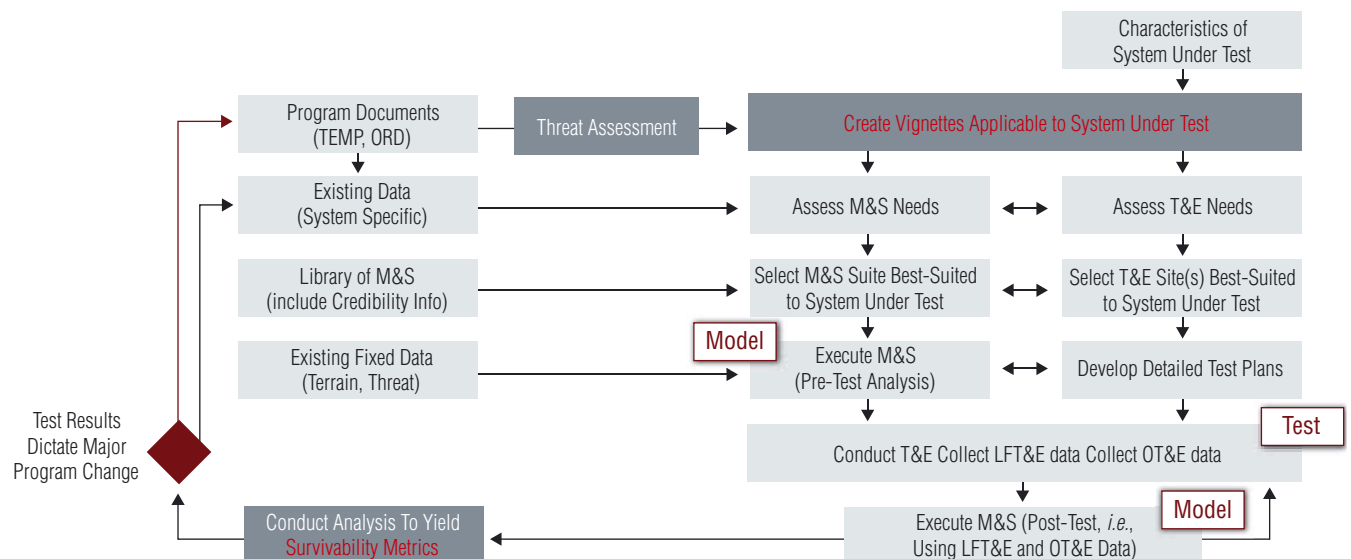 Characteristics of
System Under Test
Program Documents
(TEMP, ORD)
Threat Assessment
Create Vignettes Applicable to System Under Test
Existing Data
(System Specific)
Assess M&S Needs
Assess T&E Needs
Library of M&S
(include Credibility Info)
Select M&S Suite Best-Suited
to System Under Test
Select T&E Site(s) Best-Suited
to System Under Test
Model
Existing Fixed Data
(Terrain, Threat)
Execute M&S
(Pre-Test Analysis)
Develop Detailed Test Plans
Test Results
Dictate Major
Program Change
Test
Conduct T&E Collect LFT&E data Collect OT&E data
Model
Conduct Analysis To Yield
Survivability Metrics
Execute M&S (Post-Test, i.e.,
Using LFT&E and OT&E Data)